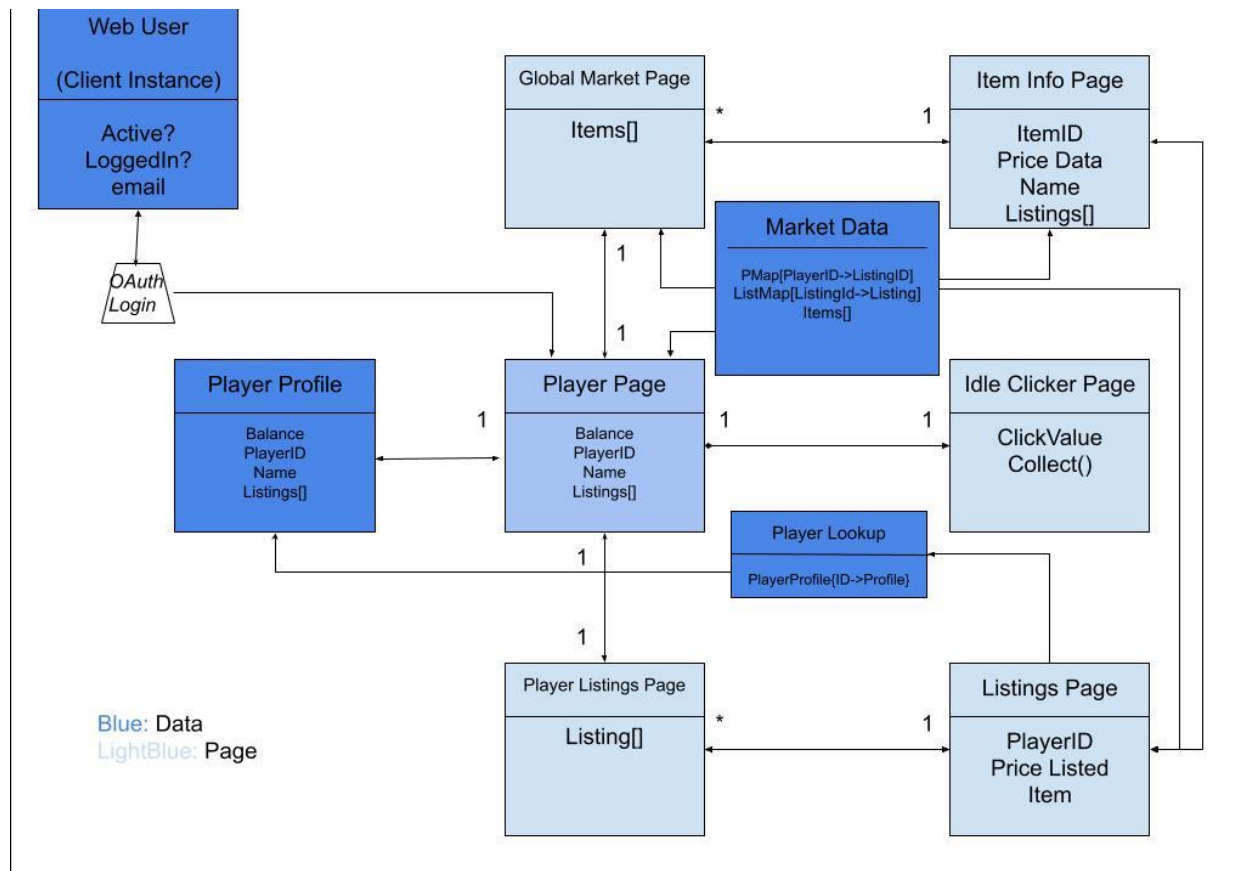 Web User
(Client Instance)
Active?
LoggedIn?
email
OAuth
Login
Global Market Page
Items[]
*
1
Item Info Page
ItemID
Price Data
Name
Listings[]
Market Data
PMap[PlayerID->ListingID]
ListMap[ListingId->Listing]
Items[]
1
1
Player Profile
Balance
PlayerID
Name
Listings[]
1
Player Page
Balance
PlayerID
Name
Listings[]
1
1
Idle Clicker Page
ClickValue
Collect()
Player Lookup
PlayerProfile{ID->Profile}
1
1
Player Listings Page
Listing[]
*
1
Listings Page
PlayerID
Price Listed
Item
Blue: Data
LightBlue: Page